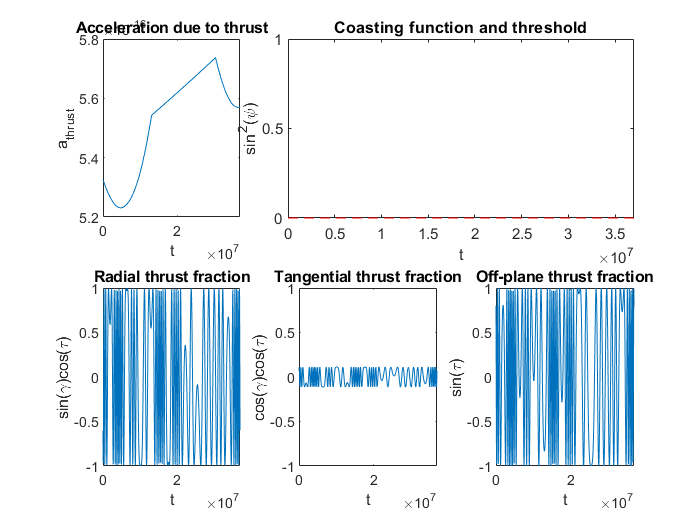 Acceleration due to thrust
5.8
5.6
5.4
5.2
a_thrust
0 2
t
×10^7
Coasting function and threshold
1
0.5
0
sin^2(ψ)
0 0.5 1 1.5 2 2.5 3 3.5
t
×10^7
Radial thrust fraction
1
0.5
0
-0.5
-1
sin(γ)cos(τ)
0 2
t
×10^7
Tangential thrust fraction
1
0.5
0
-0.5
-1
cos(γ)cos(τ)
0 2
t
×10^7
Off-plane thrust fraction
1
0.5
0
-0.5
-1
sin(τ)
0 2
t
×10^7